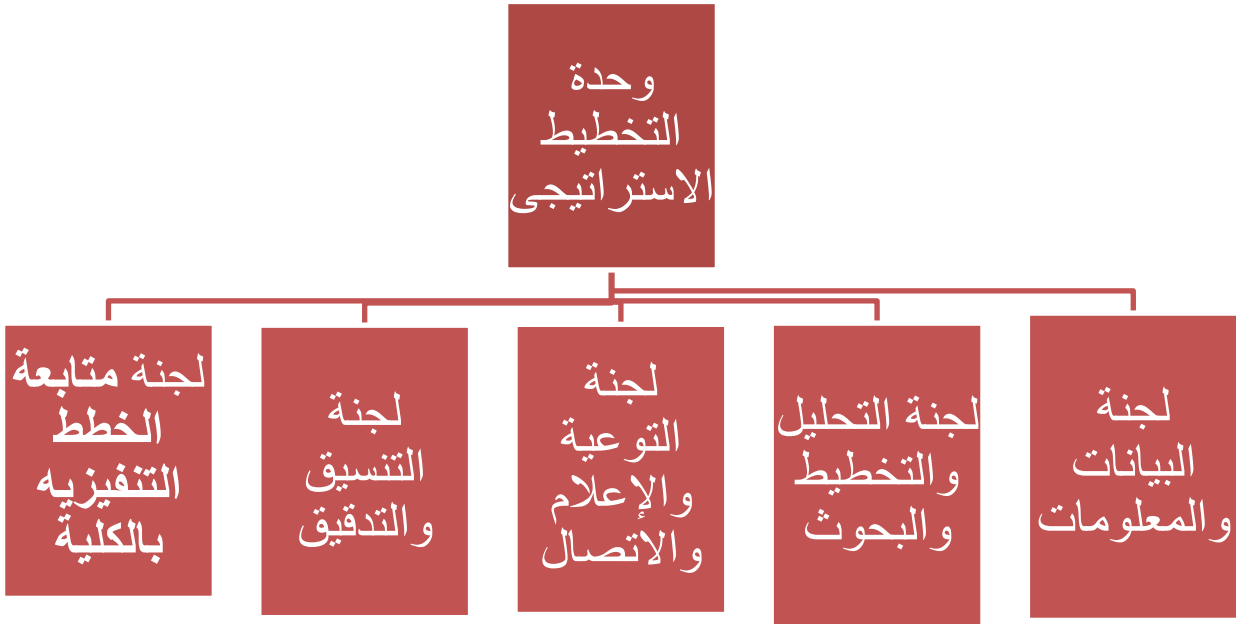 وحدة
التخطيط
الاستراتيجى
لجنة
البيانات
والمعلومات
لجنة التحليل
والتخطيط
والبحوث
لجنة
التوعية
والإعلام
والاتصال
لجنة
التنسيق
والتدقيق
لجنة متابعة
الخطط
التنفيزيه
بالكلية